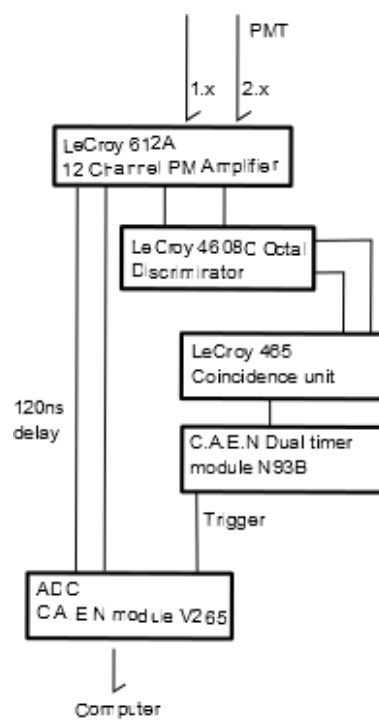 PMT
1.x 2.x
LeCroy 612A
12 Channel PM Amplifier
LeCroy 4608C Octal
Discrimirator
LeCroy 465
Coincidence unit
120ns
delay
C.A.E.N Dual timer
module N93B
Trigger
ADC
C.A.E N module V265
Computer